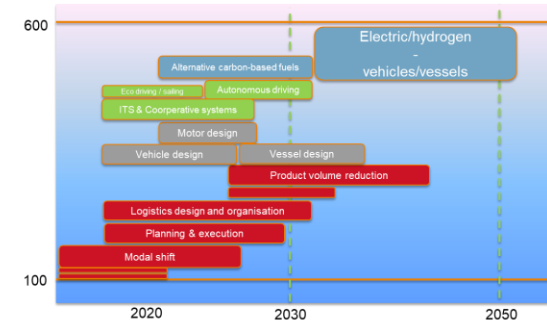 600
Electric/hydrogen
-
vehicles/vessels
Alternative carbon-based fuels
Eco driving / sailing
Autonomous driving
ITS & Coorperative systems
Motor design
Vehicle design
Vessel design
Product volume reduction
Logistics design and organisation
Planning & execution
Modal shift
100
2020
2030
2050